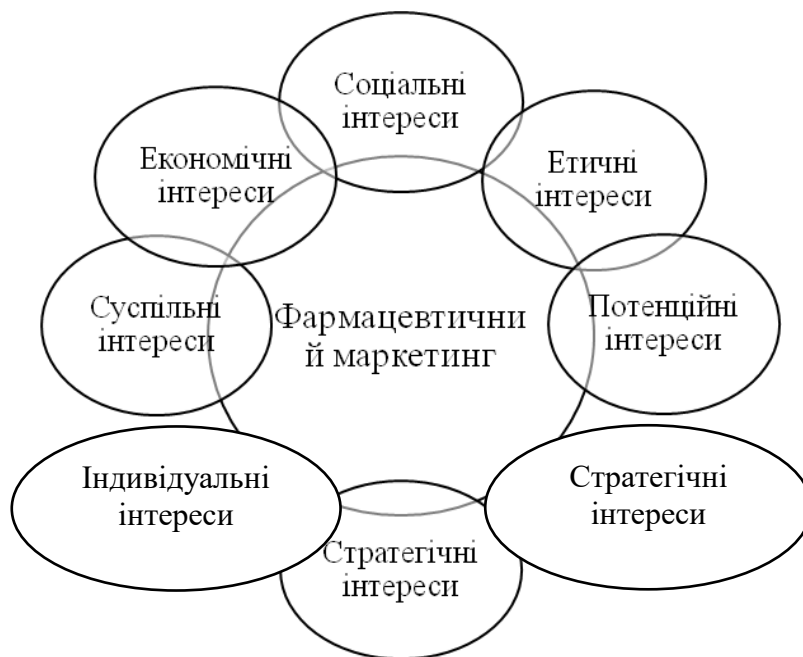 Соціальні
інтереси
Економічні
інтереси
Етичні
інтереси
Суспільні
інтереси
Фармацевтични
й маркетинг
Потенційні
інтереси
Індивідуальні
інтереси
Стратегічні
інтереси
Стратегічні
інтереси